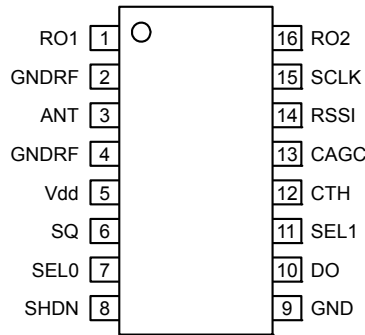 RO1 1 16 RO2
GNDRF 2 15 SCLK
ANT 3 14 RSSI
GNDRF 4 13 CAGC
Vdd 5 12 CTH
SQ 6 11 SEL1
SEL0 7 10 DO
SHDN 8 9 GND